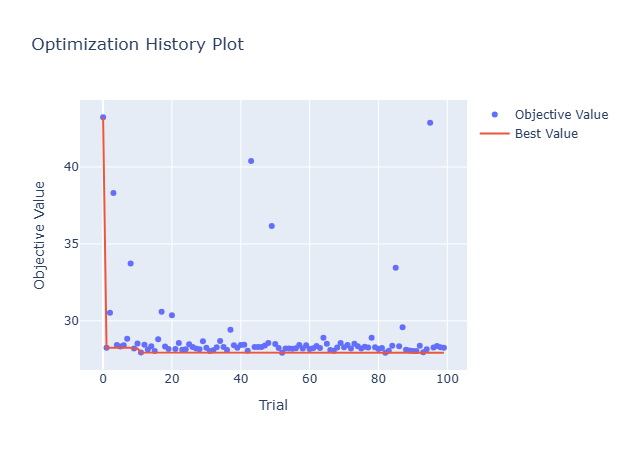 Optimization History Plot
Objective Value
Best Value
40
35
30
Objective Value
0
20
40
60
80
100
Trial